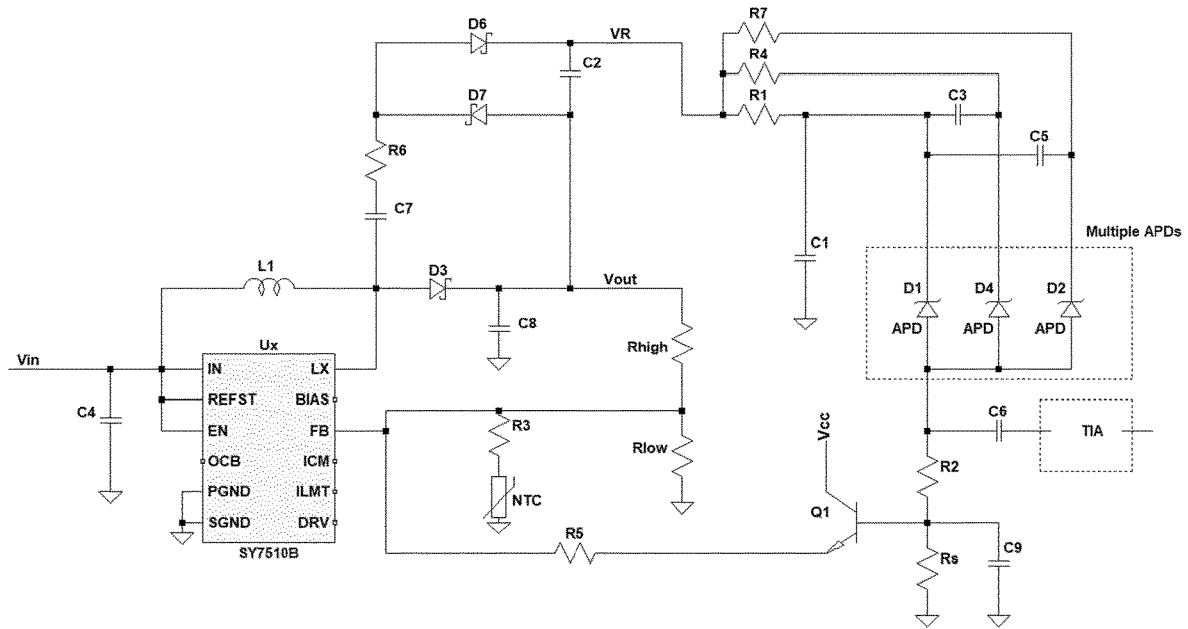 D6
VR
R7
C2
R4
D7
R1
C3
R6
C5
C7
Multiple APDs
C1
L1
D3
Vout
D1
D4
D2
APD
APD
APD
C8
Ux
Rhigh
Vin
IN
LX
REFST
BIAS
C4
EN
FB
R3
C6
TIA
Vcc
OCB
ICM
Rlow
R2
PGND
ILMT
NTC
Q1
SGND
DRV
R5
C9
SY7510B
Rs